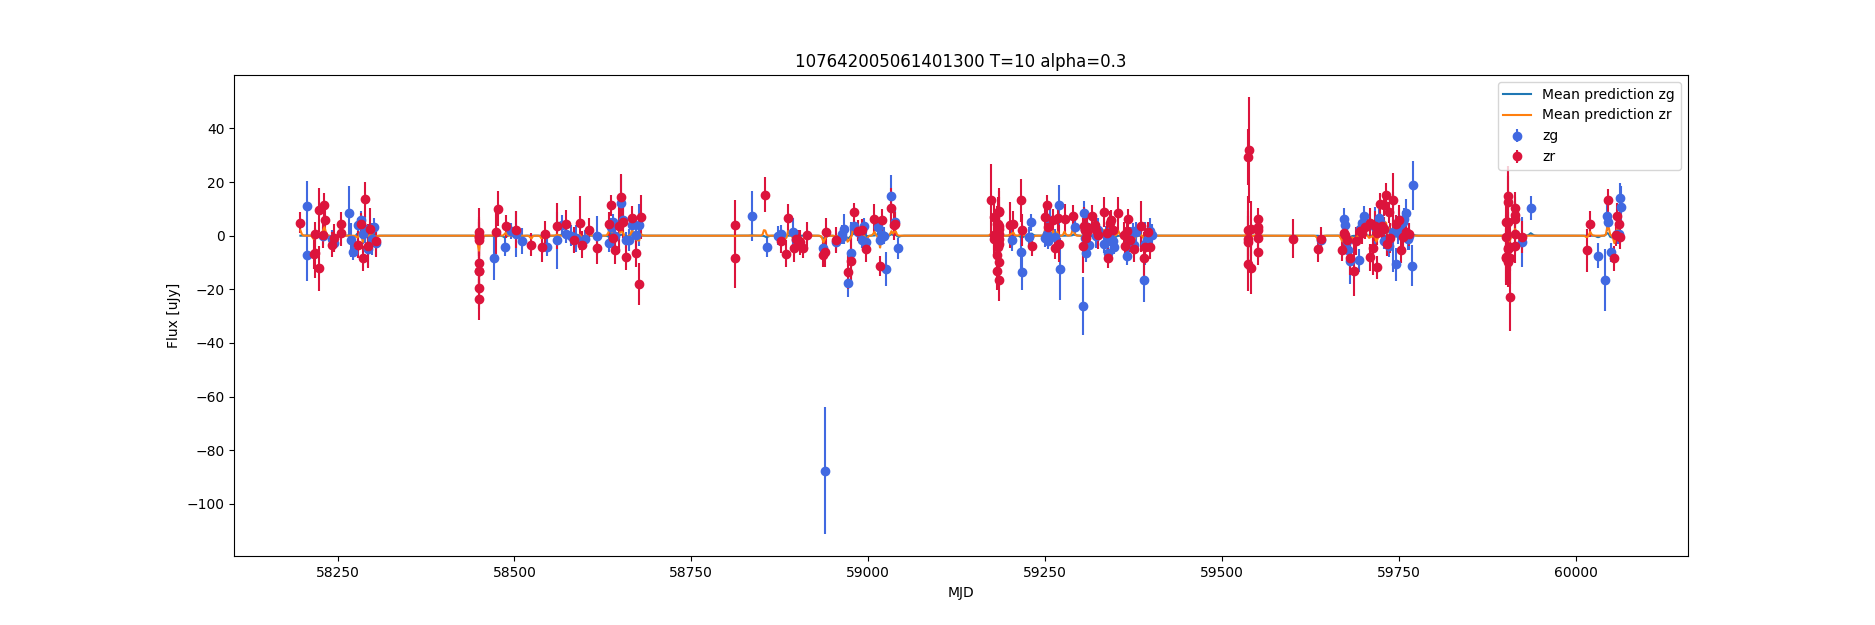 107642005061401300 T=10 alpha=0.3
Mean prediction zg
Mean prediction zr
zg
zr
40
20
0
−20
−40
−60
−80
−100
Flux [uJy]
58250 58500 58750 59000 59250 59500 59750 60000
MJD